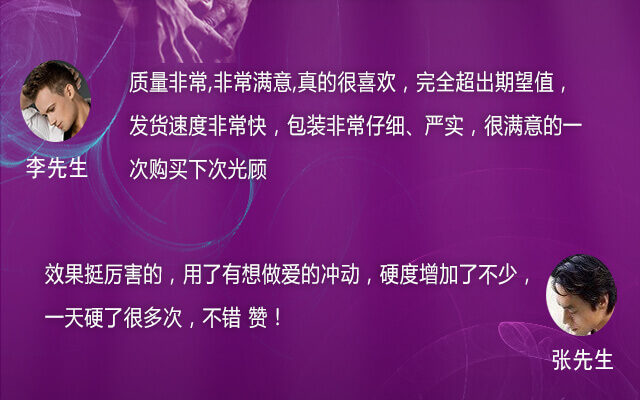 质量非常,非常满意,真的很喜欢，完全超出期望值，
发货速度非常快，包装非常仔细、严实，很满意的一
次购买下次光顾
李先生
效果挺厉害的，用了有想做爱的冲动，硬度增加了不少，
一天硬了很多次，不错 赞！
张先生